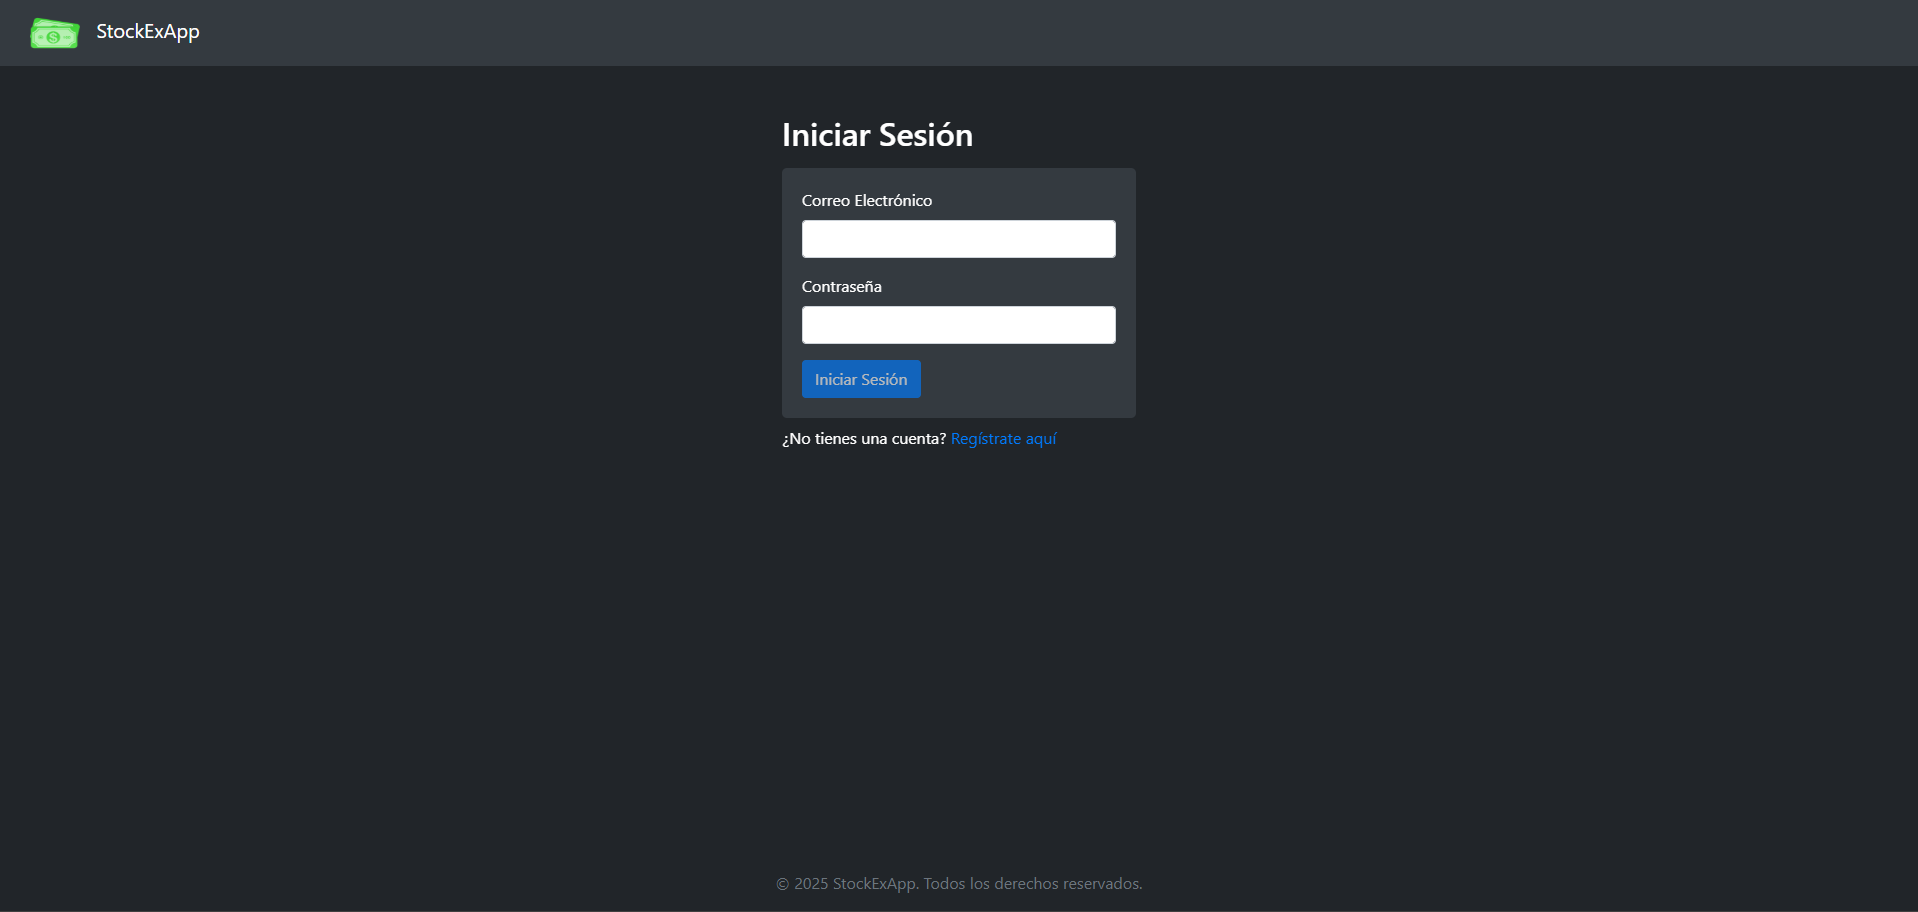 StockExApp
Iniciar Sesión
Correo Electrónico
Contraseña
Iniciar Sesión
¿No tienes una cuenta? Regístrate aquí
© 2025 StockExApp. Todos los derechos reservados.